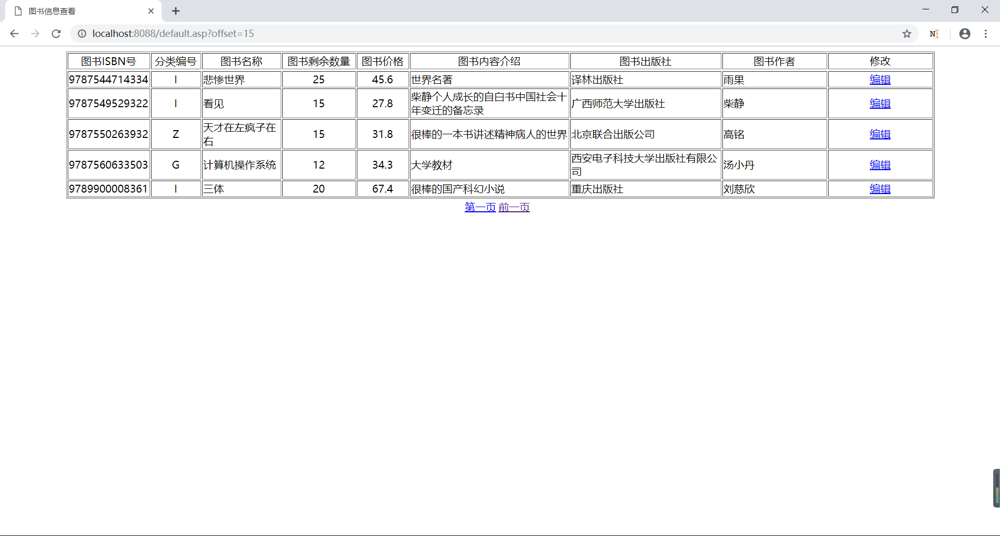 图书信息查看
localhost:8088/default.asp?offset=15
图书ISBN号 分类编号 图书名称 图书剩余数量 图书价格 图书内容介绍 图书出版社 图书作者 修改
9787544714334 I 悲惨世界 25 45.6 世界名著 译林出版社 雨果 编辑
9787549529322 I 看见 15 27.8 柴静个人成长的自白书中国社会十
年变迁的备忘录 广西师范大学出版社 柴静 编辑
9787550263932 Z 天才在左疯子在
右 15 31.8 很棒的一本书讲述精神病人的世界 北京联合出版公司 高铭 编辑
9787560633503 G 计算机操作系统 12 34.3 大学教材 西安电子科技大学出版社有限公
司 汤小丹 编辑
9789900008361 I 三体 20 67.4 很棒的国产科幻小说 重庆出版社 刘慈欣 编辑
第一页 前一页